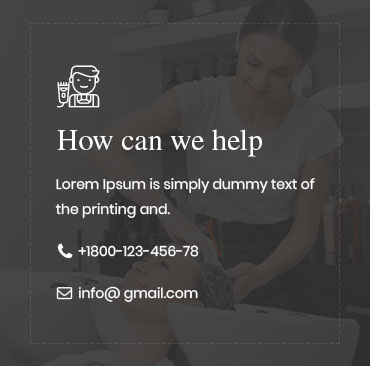 How can we help
Lorem Ipsum is simply dummy text of
the printing and.
+1800-123-456-78
info@ gmail.com